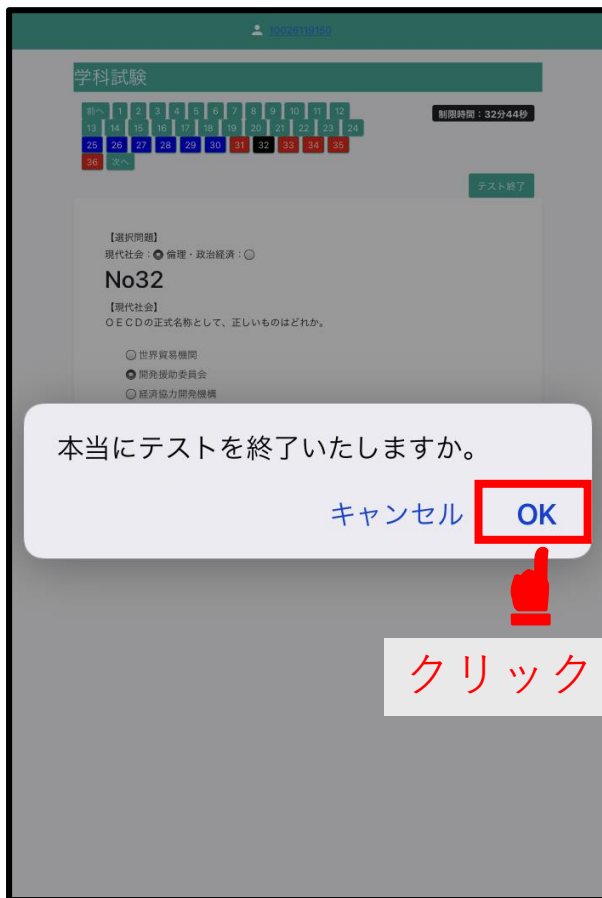 10026119150
学科試験
前へ 1 2 3 4 5 6 7 8 9 10 11 12
制限時間：32分44秒
13 14 15 16 17 18 19 20 21 22 23 24
25 26 27 28 29 30 31 32 33 34 35
36 次へ
テスト終了
【選択問題】
現代社会： 倫理・政治経済：
No32
【現代社会】
ＯＥＣＤの正式名称として、正しいものはどれか。
世界貿易機関
開発援助委員会
経済協力開発機構
本当にテストを終了いたしますか。
キャンセル OK
クリック